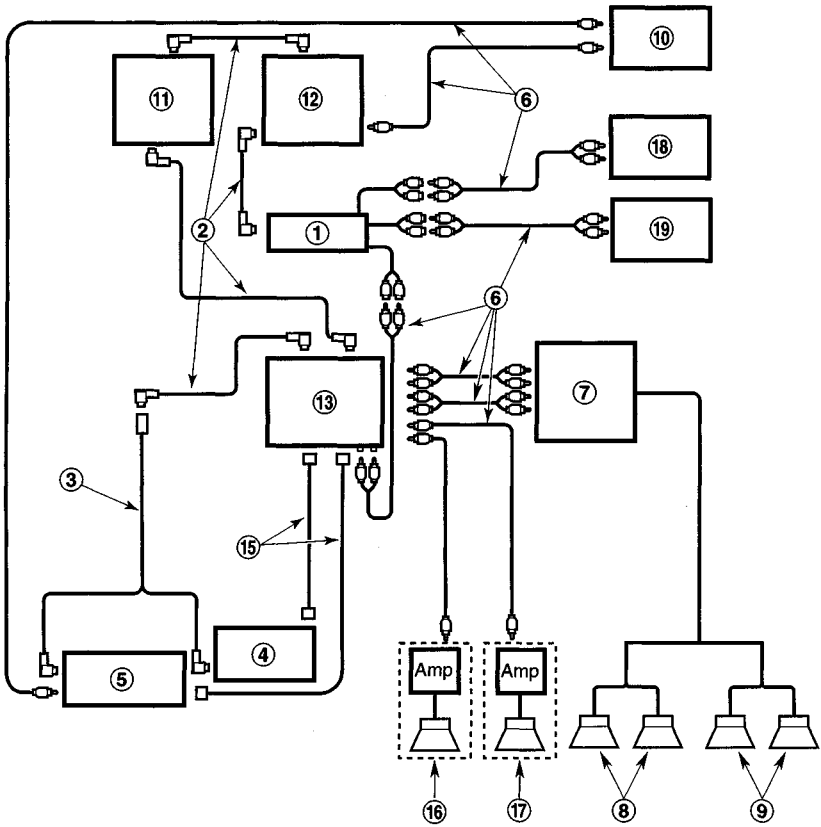 ⑩
⑪ ⑫ ⑥
⑱
② ① ⑲
⑥
⑬ ⑦
③
⑮
④
⑤ Amp Amp
⑯ ⑰ ⑧ ⑨